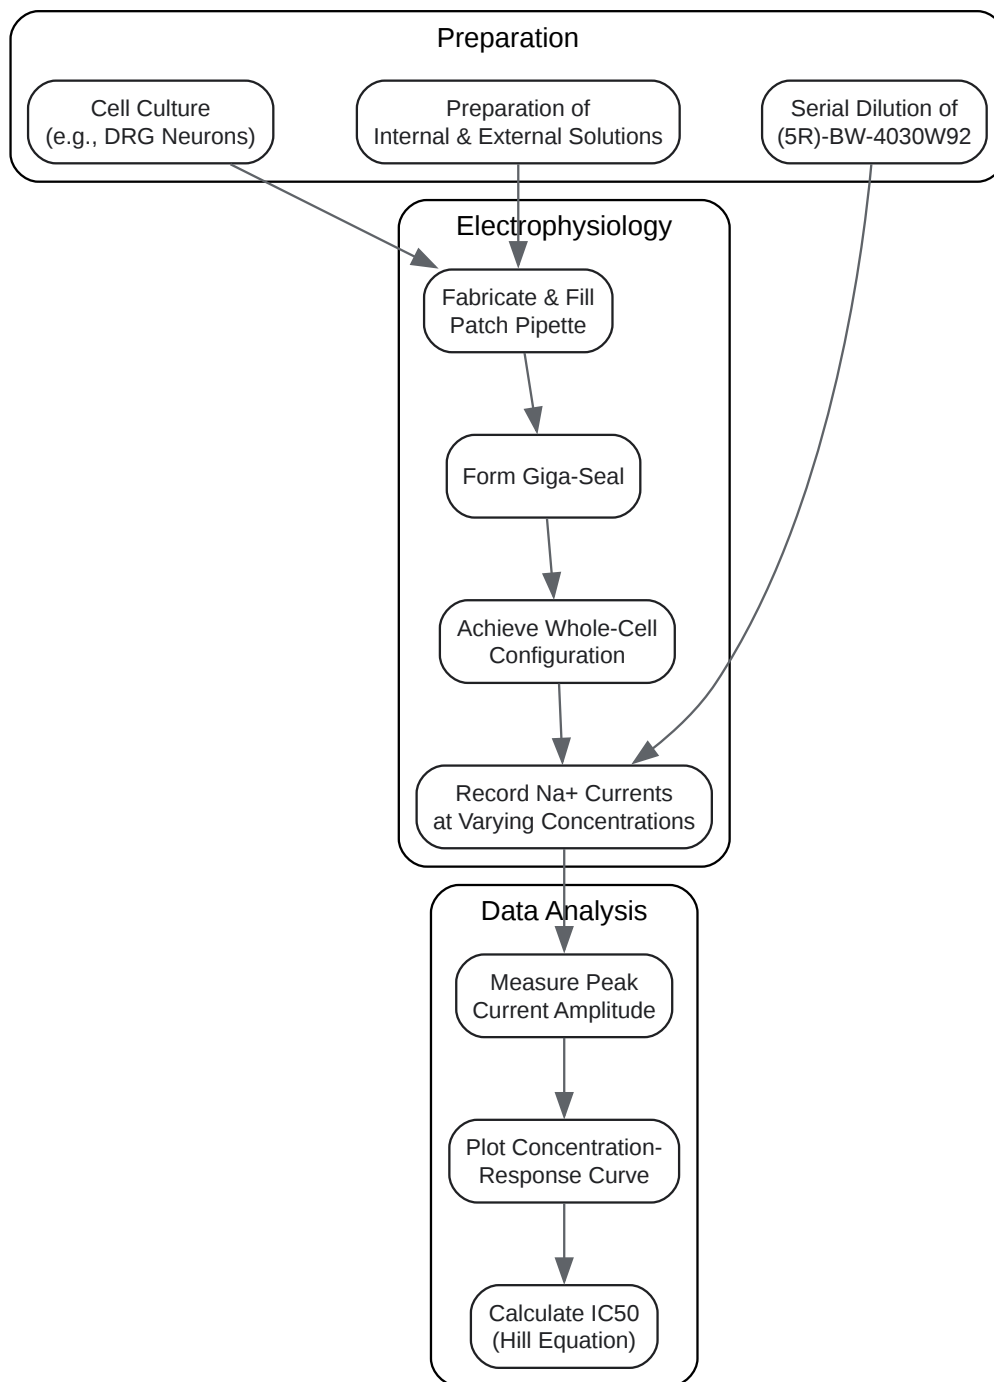 Preparation
Cell Culture
(e.g., DRG Neurons)
Preparation of
Internal & External Solutions
Serial Dilution of
(5R)-BW-4030W92
Electrophysiology
Fabricate & Fill
Patch Pipette
Form Giga-Seal
Achieve Whole-Cell
Configuration
Record Na+ Currents
at Varying Concentrations
Data Analysis
Measure Peak
Current Amplitude
Plot Concentration-
Response Curve
Calculate IC50
(Hill Equation)